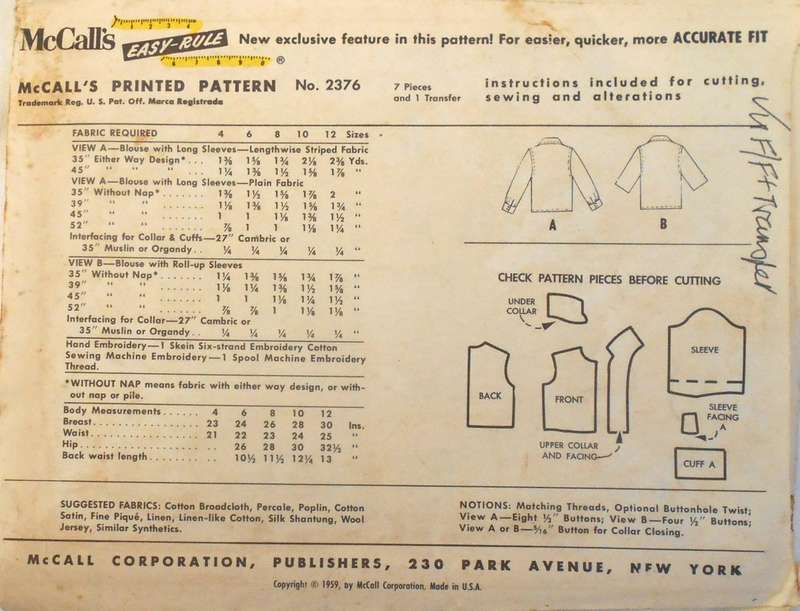 McCall's EASY-RULE ® New exclusive feature in this pattern! For easier, quicker, more ACCURATE FIT
1 2 3 4
6 7 8 9 0
McCALL'S PRINTED PATTERN No. 2376
Trademark Reg. U. S. Pat. Off. Marca Registrada
7 Pieces
and 1 Transfer
instructions included for cutting,
sewing and alterations
FABRIC REQUIRED 4 6 8 10 12 Sizes
VIEW A—Blouse with Long Sleeves—Lengthwise Striped Fabric
35" Either Way Design*... 1⅜ 1⅝ 1¾ 2⅛ 2⅜ Yds.
45" " " " ....... 1¼ 1⅜ 1½ 1⅝ 1⅞ "
VIEW A—Blouse with Long Sleeves—Plain Fabric
35" Without Nap*....... 1⅜ 1½ 1⅝ 1⅞ 2 "
39" " " ....... 1⅛ 1⅜ 1½ 1⅝ 1¾ "
45" " " ....... 1 1 1⅛ 1⅜ 1½ "
52" " " ....... ⅞ 1 1 1⅛ 1¼ "
Interfacing for Collar & Cuffs—27" Cambric or
35" Muslin or Organdy.. ¼ ¼ ¼ ¼ ¼ "
VIEW B—Blouse with Roll-up Sleeves
35" Without Nap*....... 1¼ 1⅜ 1⅝ 1¾ 1⅞ "
39" " " ....... 1⅛ 1¼ 1⅜ 1½ 1⅝ "
45" " " ....... 1 1 1⅛ 1¼ 1½ "
52" " " ....... ⅞ ⅞ 1 1⅛ 1⅛ "
Interfacing for Collar—27" Cambric or
35" Muslin or Organdy.. ¼ ¼ ¼ ¼ ¼ "
Hand Embroidery—1 Skein Six-strand Embroidery Cotton
Sewing Machine Embroidery—1 Spool Machine Embroidery
Thread.
*WITHOUT NAP means fabric with either way design, or with-
out nap or pile.
Body Measurements...... 4 6 8 10 12
Breast................ 23 24 26 28 30 Ins.
Waist................ 21 22 23 24 25 "
Hip.................. 26 28 30 32½ "
Back waist length......... 10½ 11½ 12¼ 13 "
A
B
CHECK PATTERN PIECES BEFORE CUTTING
UNDER
COLLAR
BACK
FRONT
UPPER COLLAR
AND FACING
SLEEVE
SLEEVE
FACING
A
CUFF A
F/F+ Transfer
SUGGESTED FABRICS: Cotton Broadcloth, Percale, Poplin, Cotton
Satin, Fine Piqué, Linen, Linen-like Cotton, Silk Shantung, Wool
Jersey, Similar Synthetics.
NOTIONS: Matching Threads, Optional Buttonhole Twist;
View A—Eight ½" Buttons; View B—Four ½" Buttons;
View A or B—5/16" Button for Collar Closing.
McCALL CORPORATION, PUBLISHERS, 230 PARK AVENUE, NEW YORK
Copyright © 1959, by McCall Corporation, Made in U.S.A.